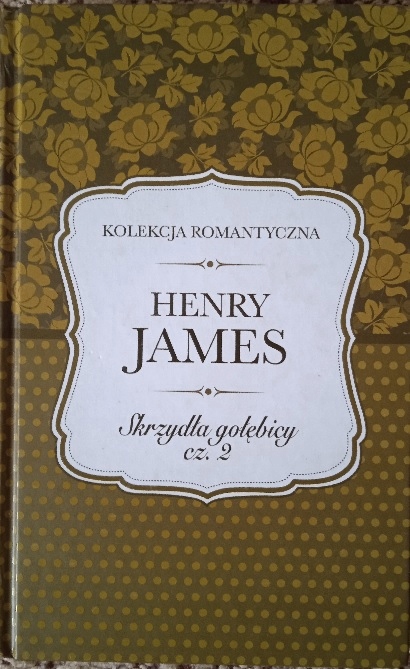 KOLEKCJA ROMANTYCZNA
HENRY
JAMES
Skrzydła gołębicy
cz. 2